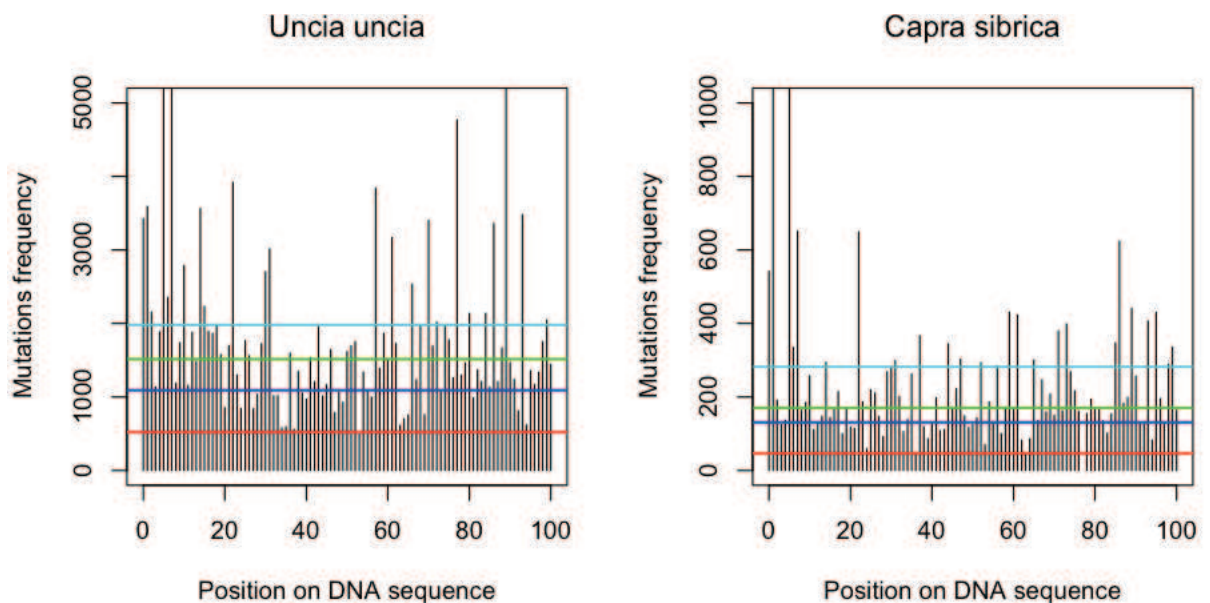 Uncia uncia
Mutations frequency
5000
3000
1000
0
0 20 40 60 80 100
Position on DNA sequence
Capra sibrica
Mutations frequency
1000
800
600
400
200
0
0 20 40 60 80 100
Position on DNA sequence